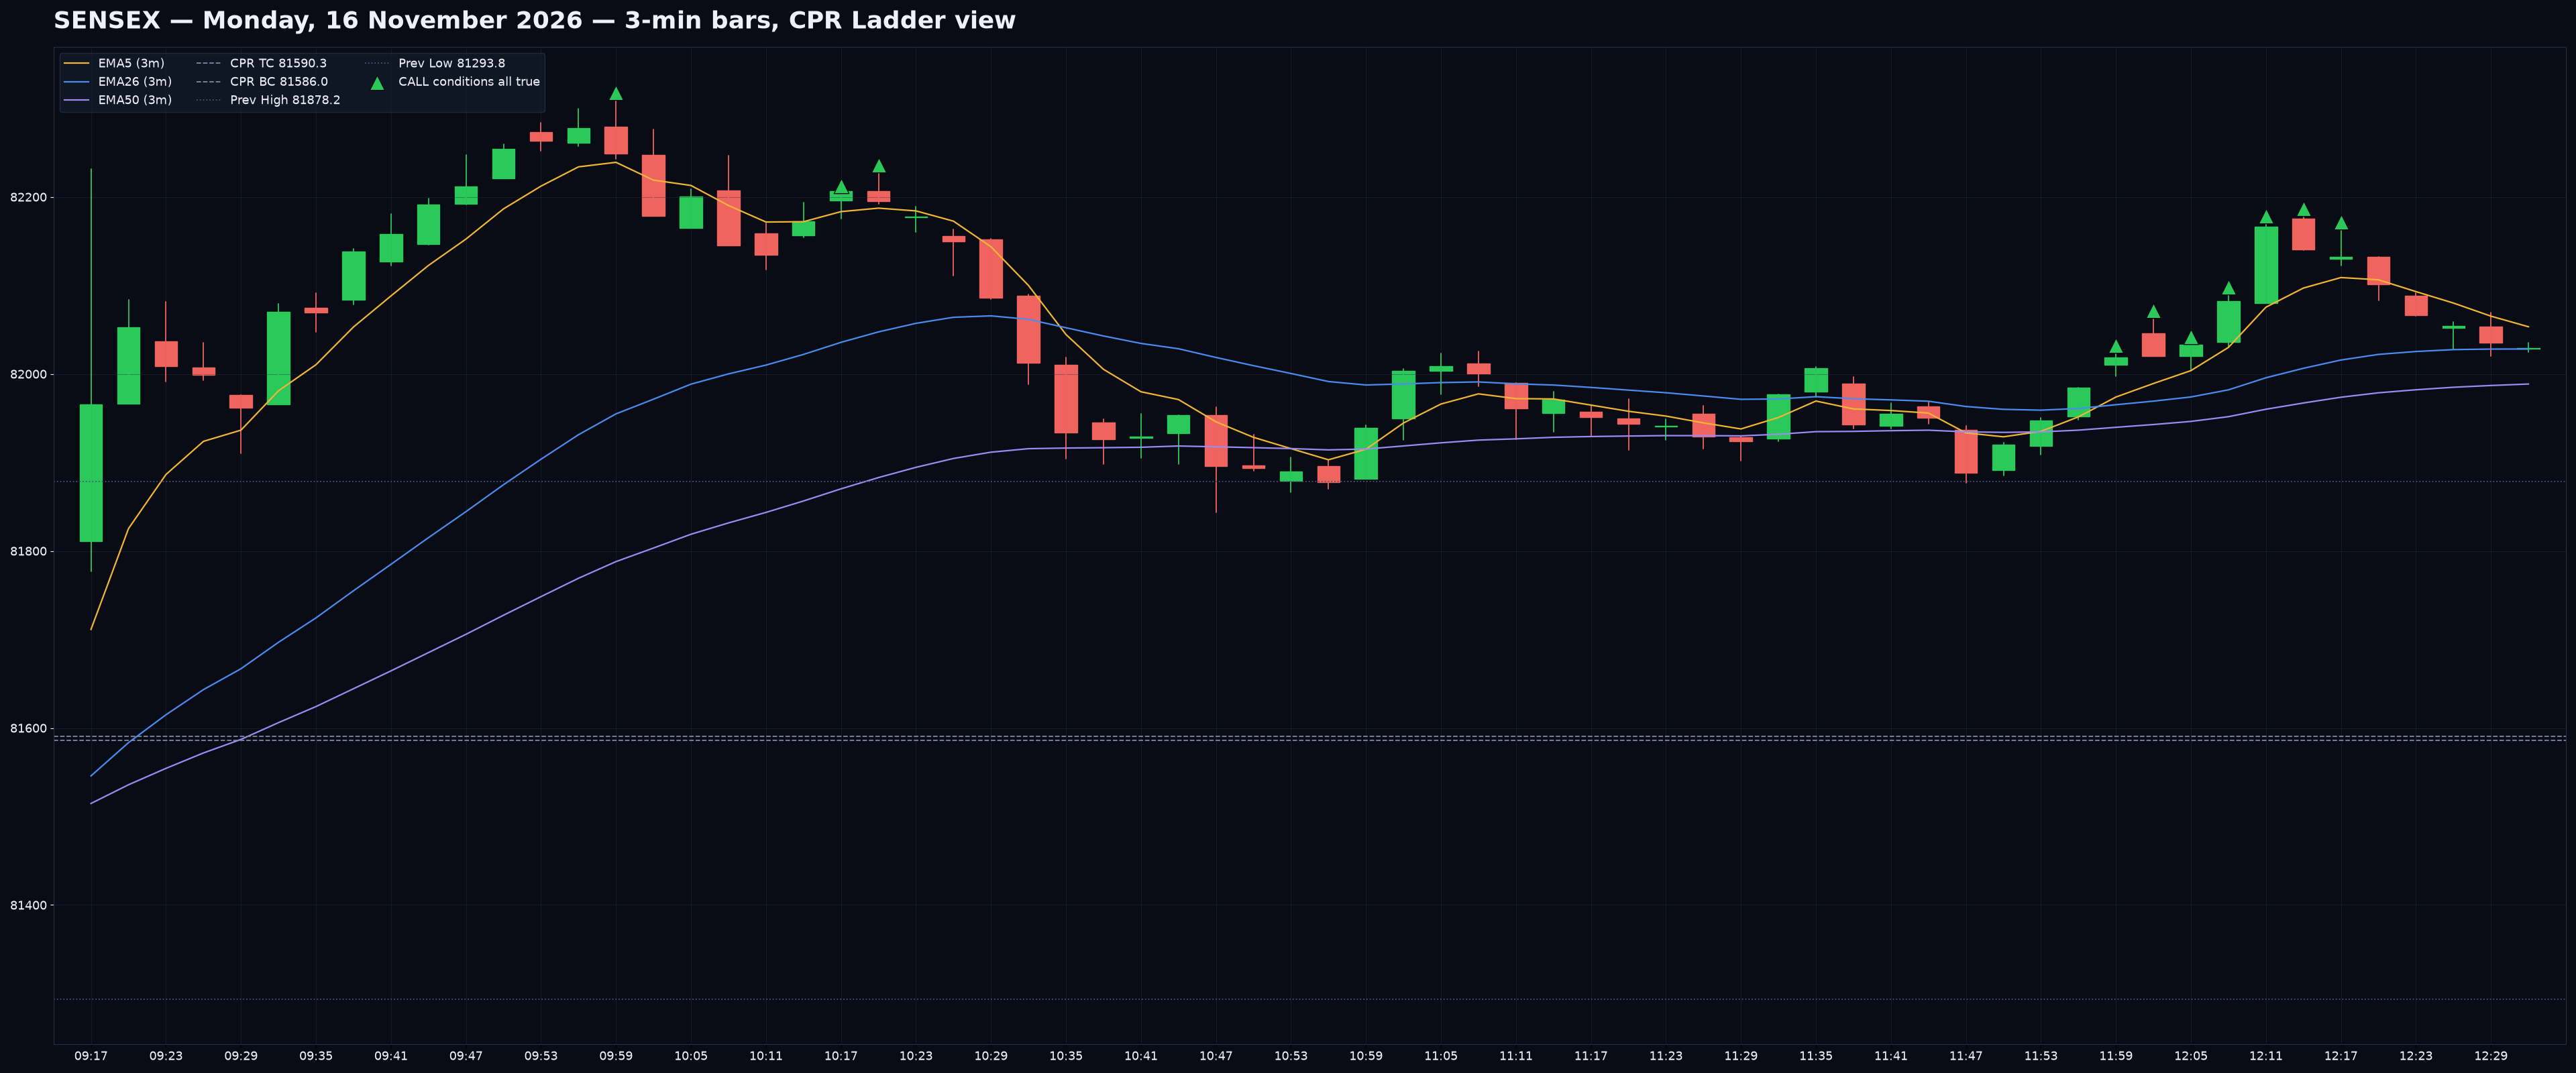 SENSEX — Monday, 16 November 2026 — 3-min bars, CPR Ladder view
EMA5 (3m)
EMA26 (3m)
EMA50 (3m)
CPR TC 81590.3
CPR BC 81586.0
Prev High 81878.2
Prev Low 81293.8
CALL conditions all true
82200
82000
81800
81600
81400
09:17 09:23 09:29 09:35 09:41 09:47 09:53 09:59 10:05 10:11 10:17 10:23 10:29 10:35 10:41 10:47 10:53 10:59 11:05 11:11 11:17 11:23 11:29 11:35 11:41 11:47 11:53 11:59 12:05 12:11 12:17 12:23 12:29